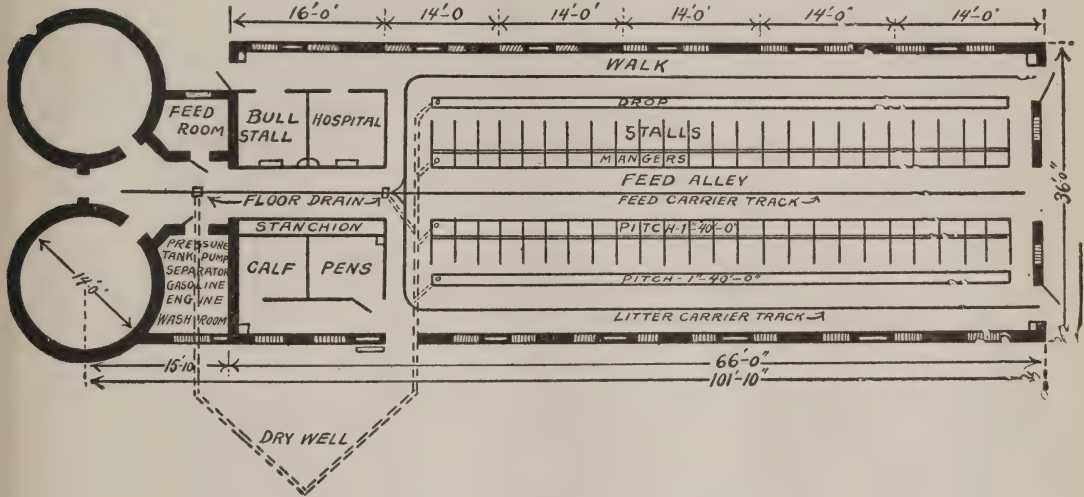 16'-0' 14'-0 14'-0' 14'-0' 14'-0" 14'-0"
WALK
FEED ROOM
BULL STALL
HOSPITAL
DROP
STALLS
MANGERS
FEED ALLEY
FLOOR DRAIN
FEED CARRIER TRACK
36'0"
STANCHION
PITCH-1"-40'-0"
PRESSURE
TANK PUMP
SEPARATOR
GASOLINE
ENGINE
WASH ROOM
CALF PENS
14'0"
PITCH-1"-40'-0"
LITTER CARRIER TRACK
15'-10
66'-0"
101'-10"
DRY WELL